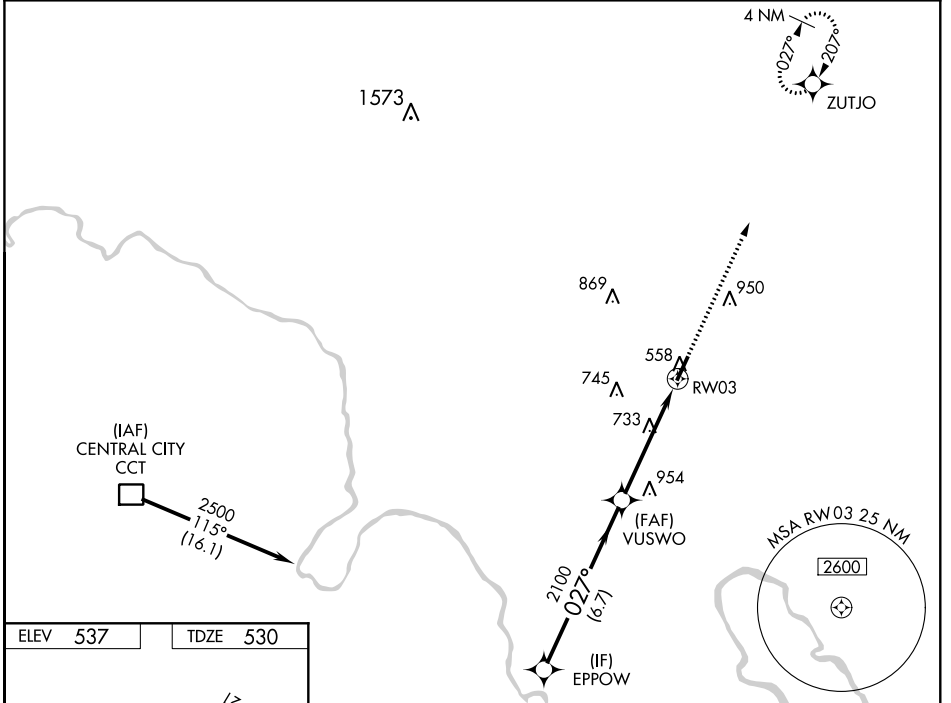 4 NM
027°
207°
ZUTJO
1573
869
950
558
745
RW03
733
(IAF)
CENTRAL CITY
CCT
954
2500
115°
(16.1)
(FAF)
VUSWO
MSA RW03 25 NM
2600
2100
027°
(6.7)
ELEV 537
TDZE 530
(IF)
EPPOW